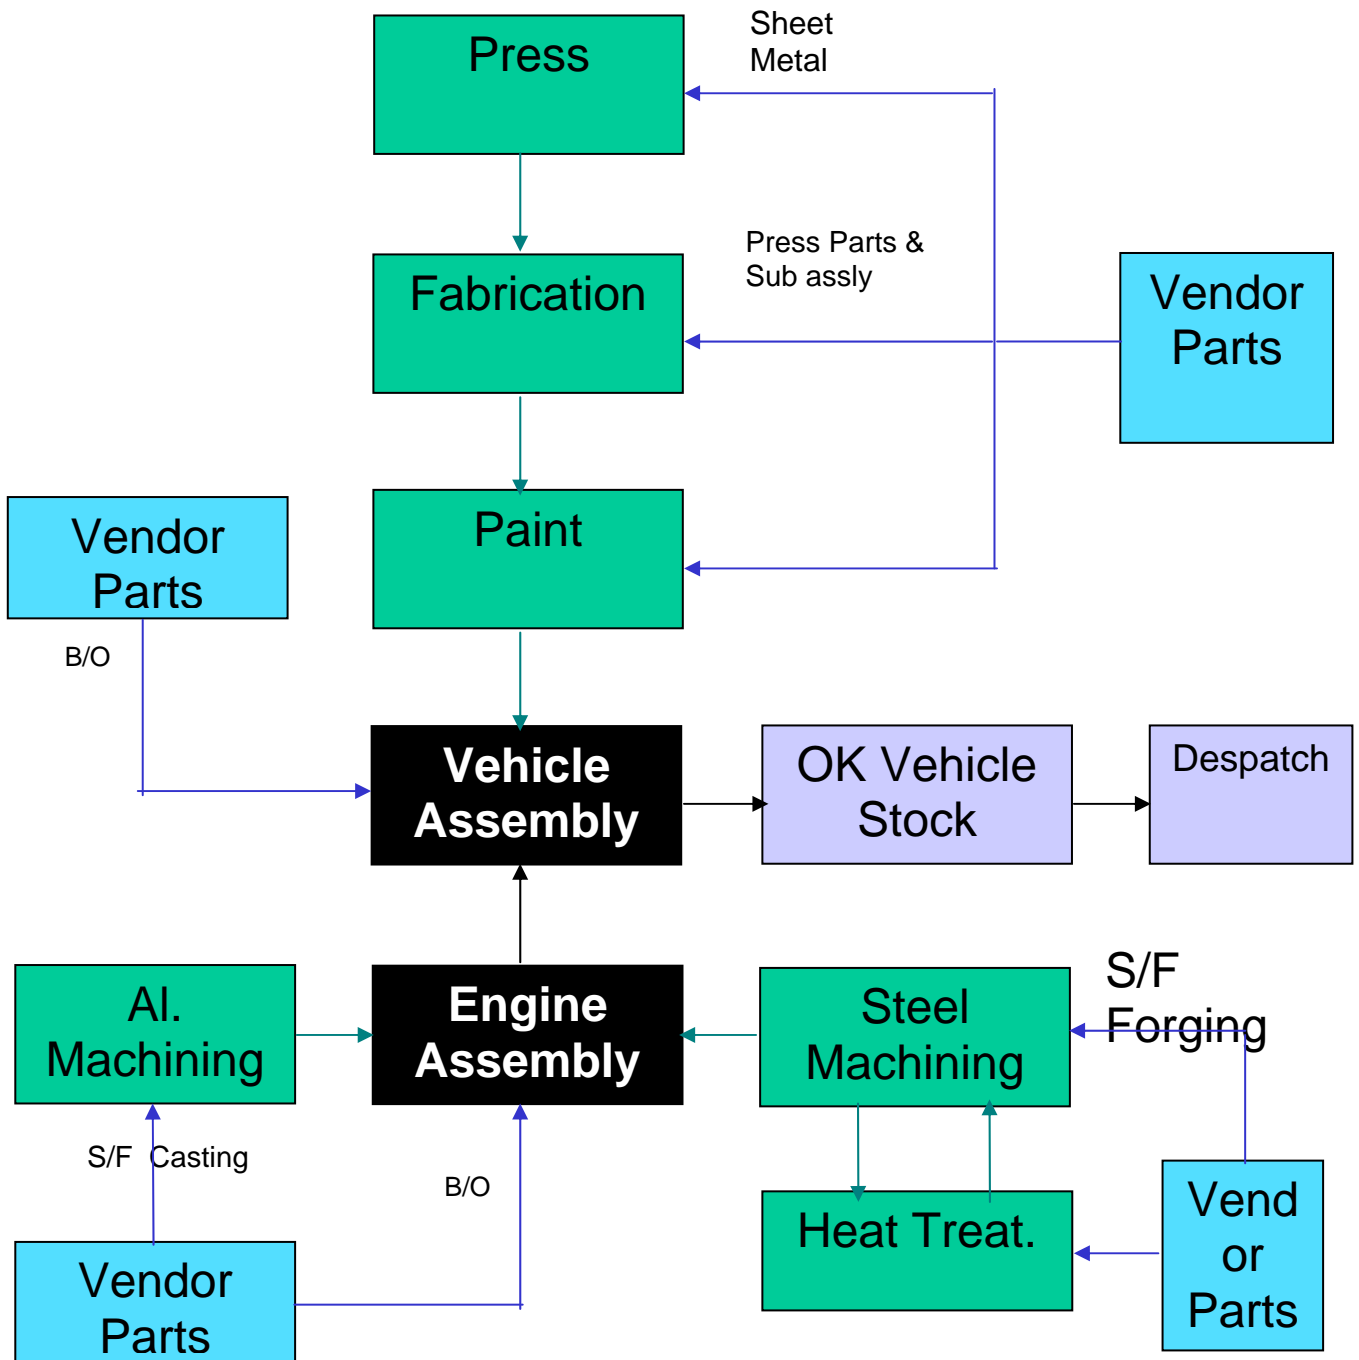 Press
Sheet
Metal
Fabrication
Press Parts &
Sub assly
Vendor
Parts
Paint
Vendor
Parts
B/O
Vehicle
Assembly
OK Vehicle
Stock
Despatch
Al.
Machining
Engine
Assembly
Steel
Machining
S/F
Forging
S/F Casting
B/O
Heat Treat.
Vend
or
Parts
Vendor
Parts